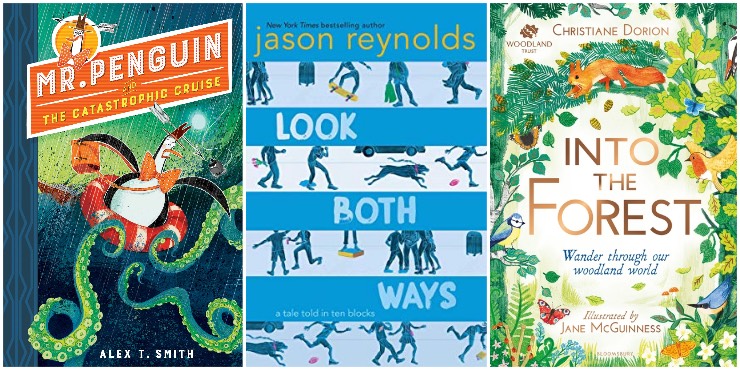 MR. PENGUIN
AND
THE CATASTROPHIC CRUISE
ALEX T. SMITH
New York Times bestselling author
jason reynolds
LOOK
BOTH
WAYS
a tale told in ten blocks
WOODLAND
TRUST
CHRISTIANE DORION
INTO
THE
FOREST
Wander through our
woodland world
Illustrated by
JANE MCGUINNESS
BLOOMSBURY